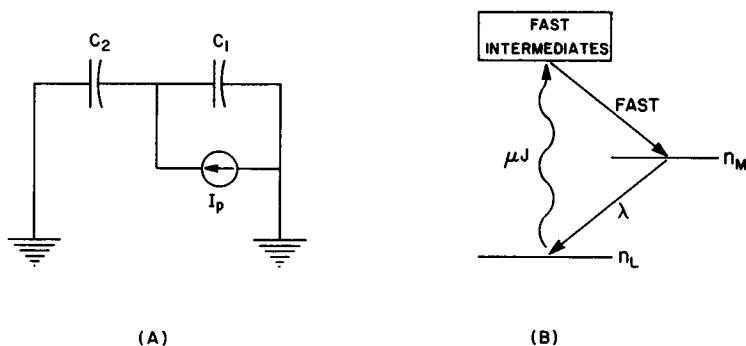 C2
C1
Ip
(A)
FAST
INTERMEDIATES
FAST
μJ
nM
λ
nL
(B)